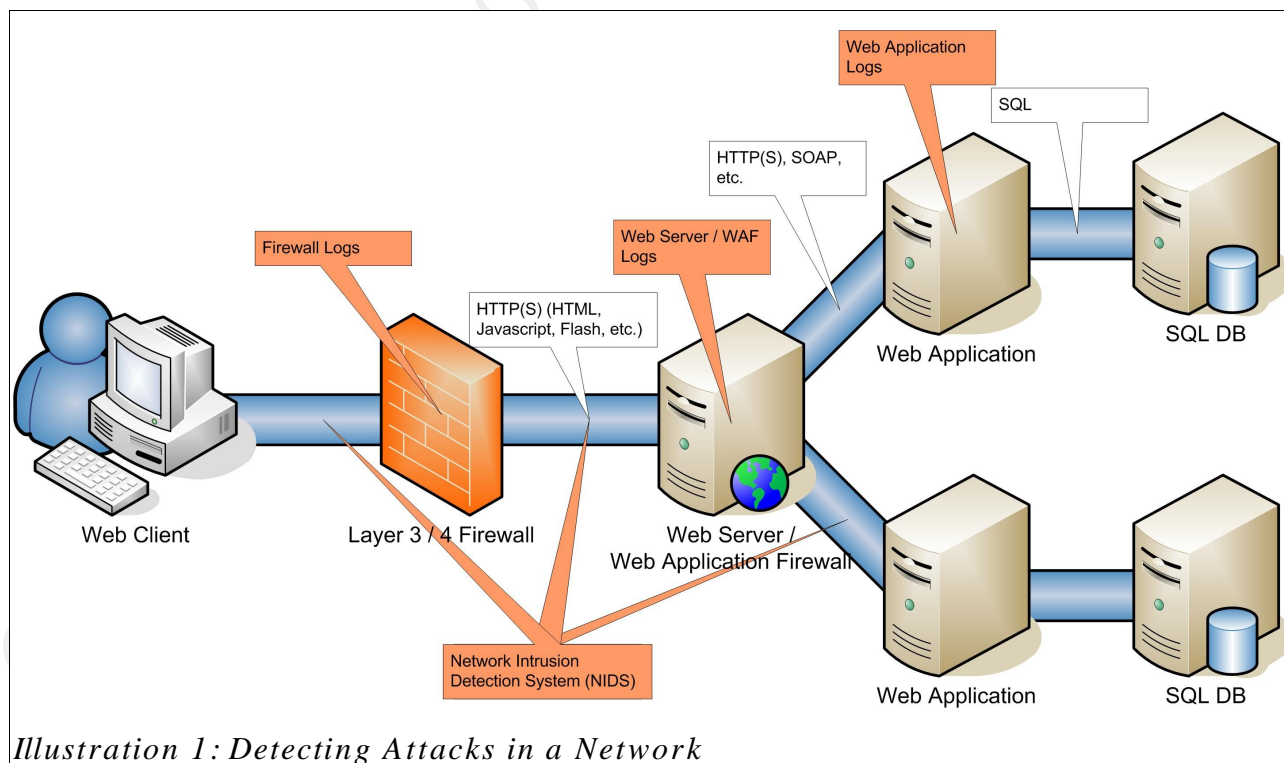 Web Application
Logs
SQL
HTTP(S), SOAP,
etc.
Firewall Logs
Web Server / WAF
Logs
HTTP(S) (HTML,
Javascript, Flash, etc.)
Web Application
SQL DB
Web Client
Layer 3 / 4 Firewall
Web Server /
Web Application Firewall
Network Intrusion
Detection System (NIDS)
Web Application
SQL DB
Illustration 1: Detecting Attacks in a Network